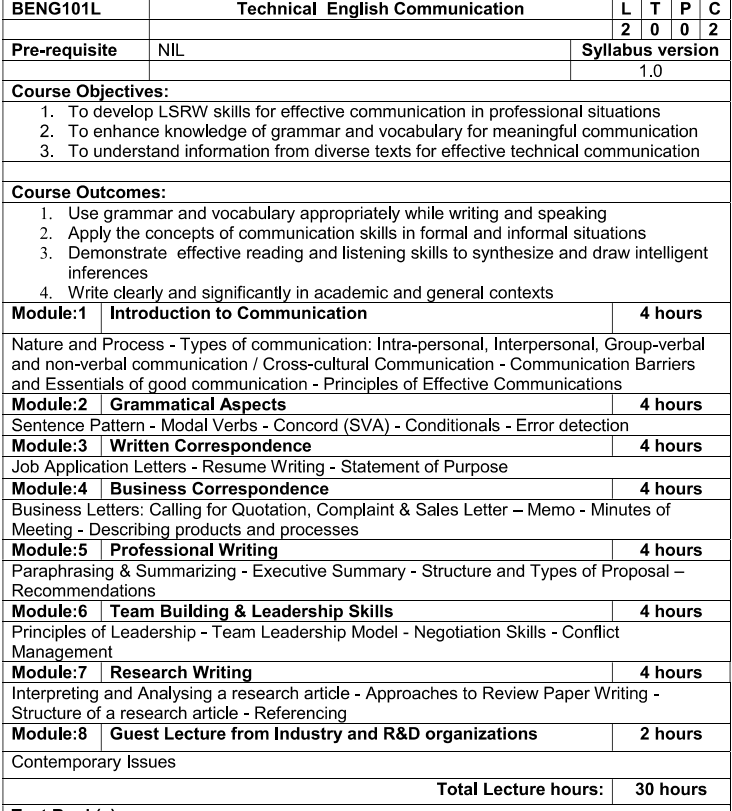 BENG101L Technical English Communication L T P C
2 0 0 2
Pre-requisite NIL Syllabus version
1.0
Course Objectives:
1. To develop LSRW skills for effective communication in professional situations
2. To enhance knowledge of grammar and vocabulary for meaningful communication
3. To understand information from diverse texts for effective technical communication
Course Outcomes:
1. Use grammar and vocabulary appropriately while writing and speaking
2. Apply the concepts of communication skills in formal and informal situations
3. Demonstrate effective reading and listening skills to synthesize and draw intelligent
inferences
4. Write clearly and significantly in academic and general contexts
Module:1 Introduction to Communication 4 hours
Nature and Process - Types of communication: Intra-personal, Interpersonal, Group-verbal
and non-verbal communication / Cross-cultural Communication - Communication Barriers
and Essentials of good communication - Principles of Effective Communications
Module:2 Grammatical Aspects 4 hours
Sentence Pattern - Modal Verbs - Concord (SVA) - Conditionals - Error detection
Module:3 Written Correspondence 4 hours
Job Application Letters - Resume Writing - Statement of Purpose
Module:4 Business Correspondence 4 hours
Business Letters: Calling for Quotation, Complaint & Sales Letter – Memo - Minutes of
Meeting - Describing products and processes
Module:5 Professional Writing 4 hours
Paraphrasing & Summarizing - Executive Summary - Structure and Types of Proposal –
Recommendations
Module:6 Team Building & Leadership Skills 4 hours
Principles of Leadership - Team Leadership Model - Negotiation Skills - Conflict
Management
Module:7 Research Writing 4 hours
Interpreting and Analysing a research article - Approaches to Review Paper Writing -
Structure of a research article - Referencing
Module:8 Guest Lecture from Industry and R&D organizations 2 hours
Contemporary Issues
Total Lecture hours: 30 hours